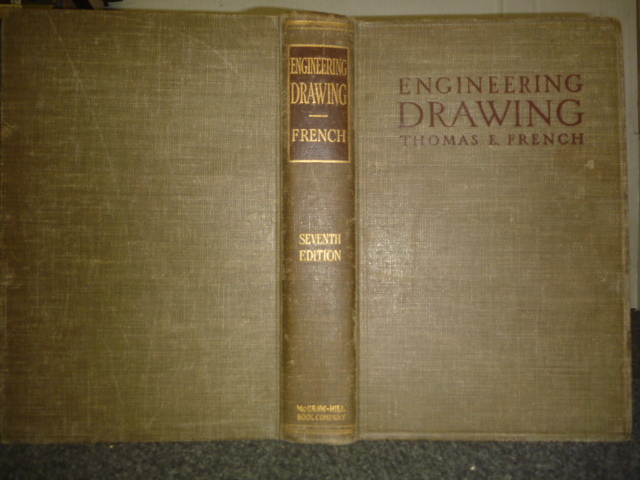 ENGINEERING
DRAWING
FRENCH
SEVENTH
EDITION
McGRAW-HILL
BOOK COMPANY
ENGINEERING
DRAWING
THOMAS E. FRENCH